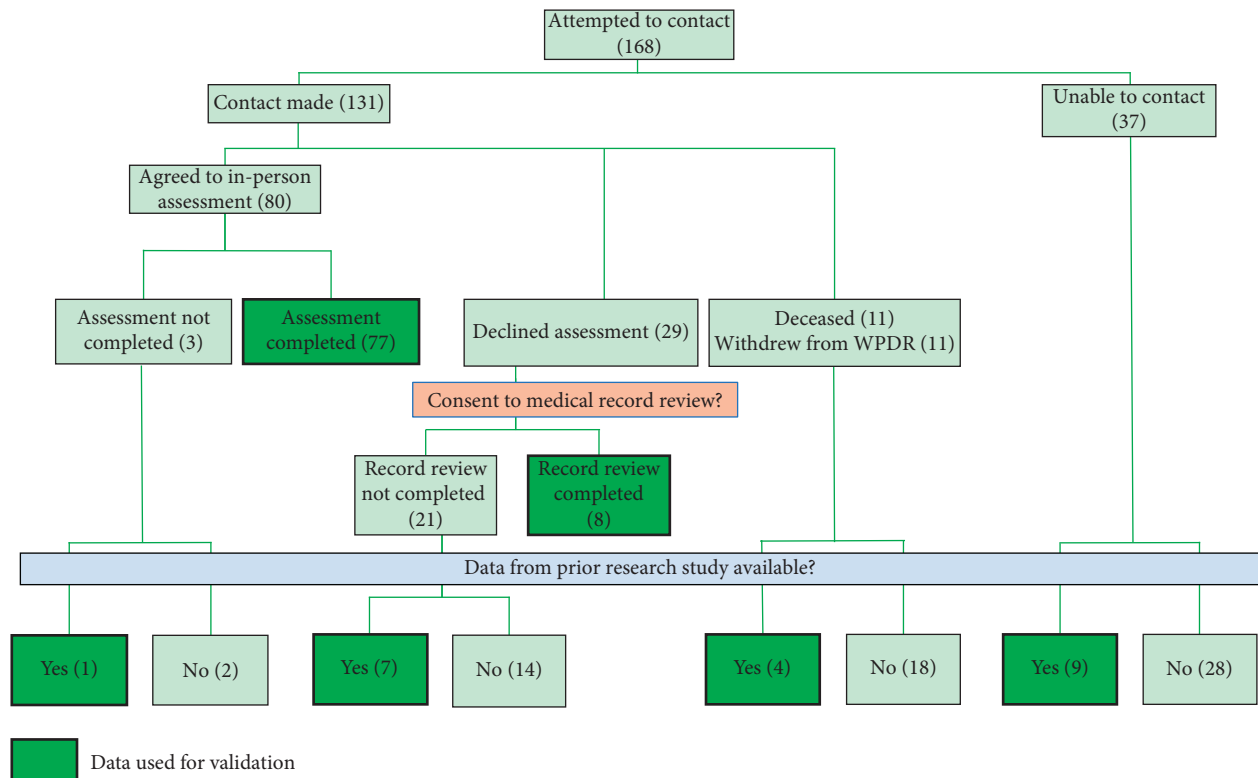 Attempted to contact
(168)
Contact made (131)
Unable to contact
(37)
Agreed to in-person
assessment (80)
Assessment not
completed (3)
Assessment
completed (77)
Declined assessment (29)
Deceased (11)
Withdrew from WPDR (11)
Consent to medical record review?
Record review
not completed
(21)
Record review
completed
(8)
Data from prior research study available?
Yes (1)
No (2)
Yes (7)
No (14)
Yes (4)
No (18)
Yes (9)
No (28)
Data used for validation